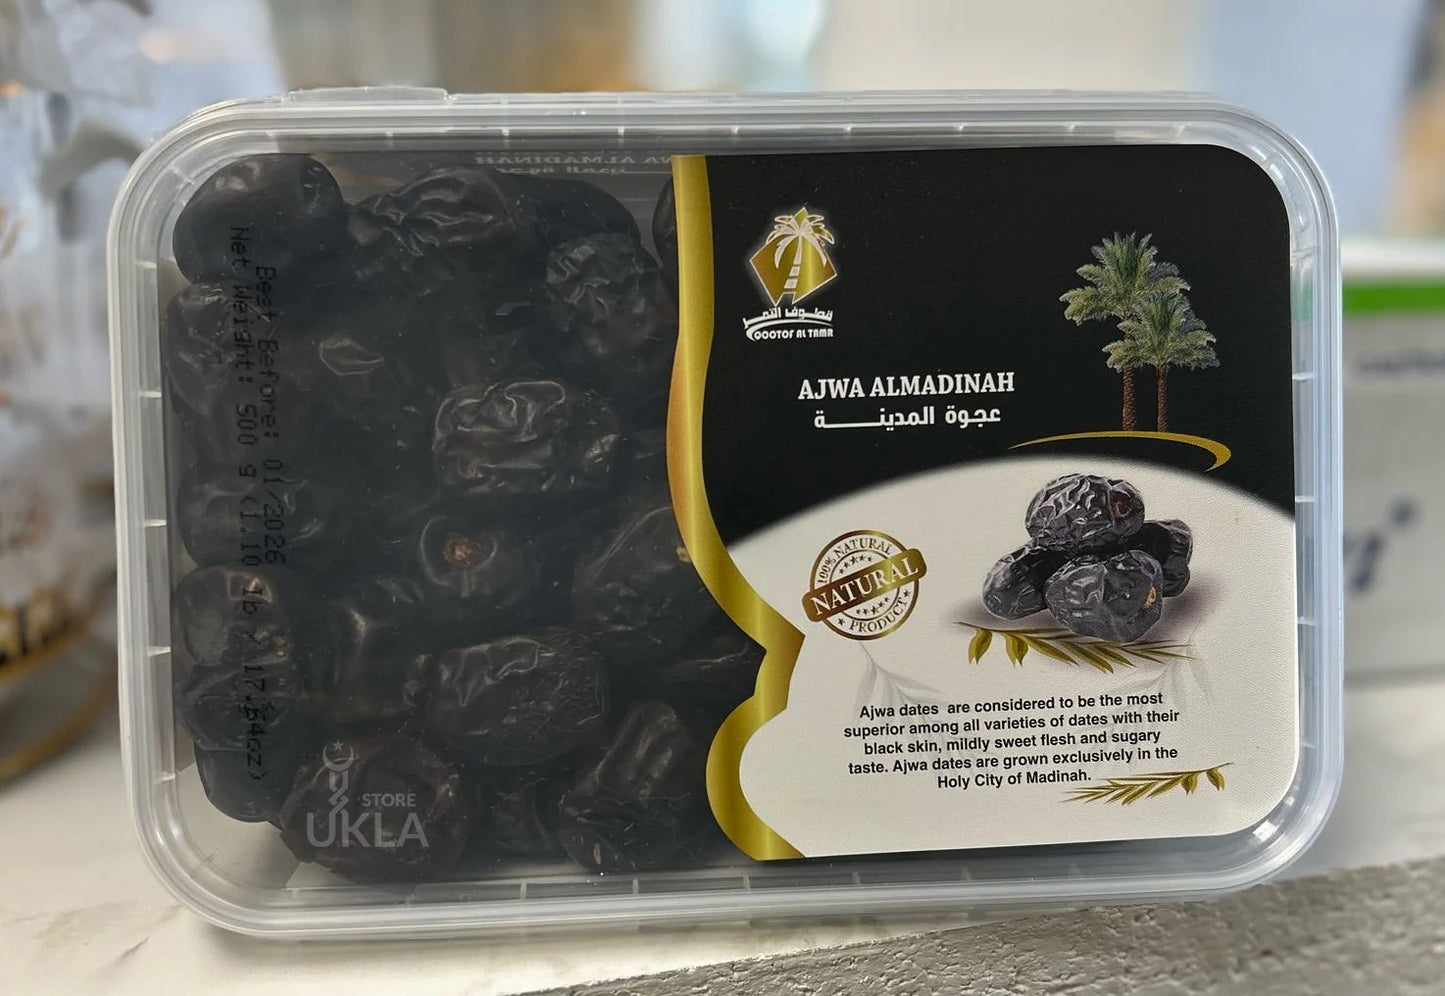 Best Before: 01/2026
Net Weight: 500 g (1.10 lb / 17.64oz)
قطوف التمر
QOOTOF AL TAMR
AJWA ALMADINAH
عجوة المدينة
100% NATURAL
NATURAL
PRODUCT
Ajwa dates are considered to be the most
superior among all varieties of dates with their
black skin, mildly sweet flesh and sugary
taste. Ajwa dates are grown exclusively in the
Holy City of Madinah.
STORE
UKLA